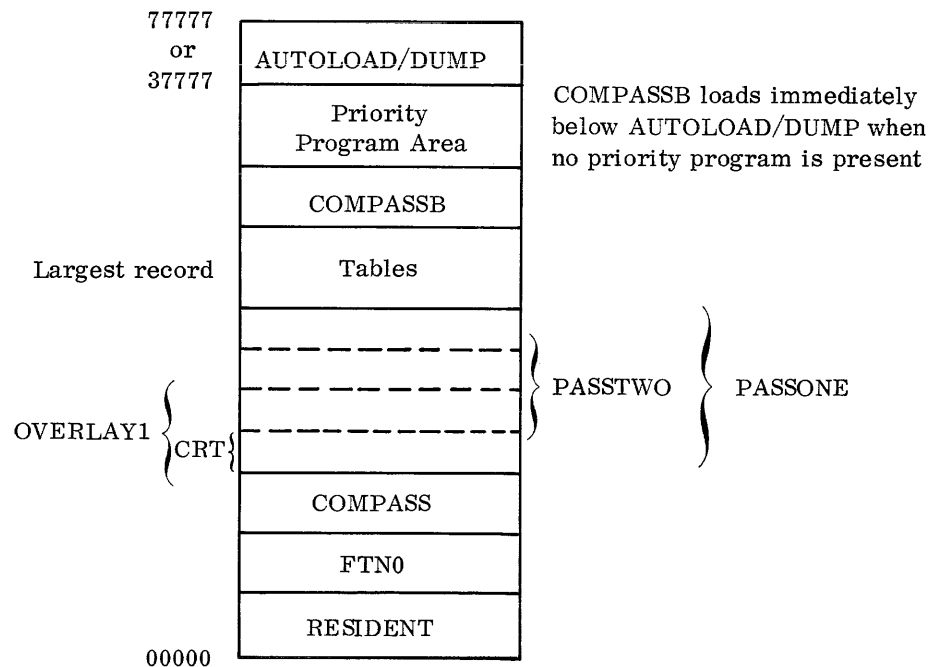 77777
or
37777
AUTOLOAD/DUMP
Priority
Program Area
COMPASSB loads immediately
below AUTOLOAD/DUMP when
no priority program is present
COMPASSB
Largest record
Tables
PASSTWO
PASSONE
OVERLAY1
CRT
COMPASS
FTN0
RESIDENT
00000